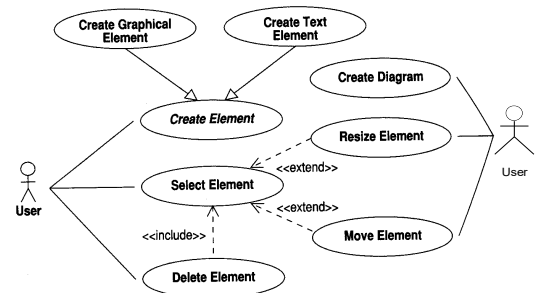 Create Graphical
Element
Create Text
Element
Create Diagram
Create Element
Resize Element
<<extend>>
User
Select Element
User
<<extend>>
<<include>>
Move Element
Delete Element